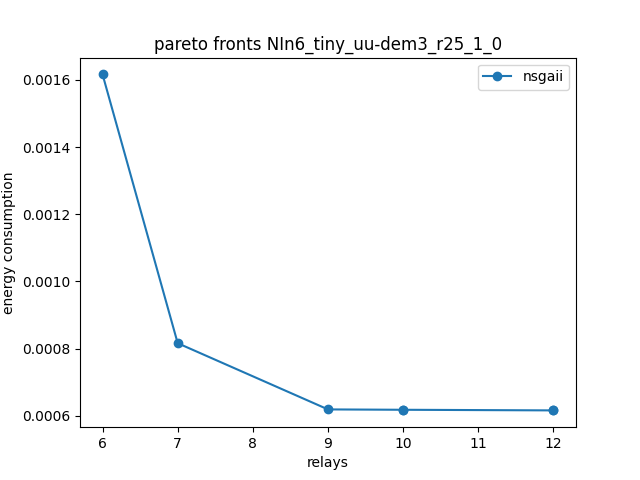 pareto fronts NIn6_tiny_uu-dem3_r25_1_0
nsgaii
energy consumption
0.0016
0.0014
0.0012
0.0010
0.0008
0.0006
6 7 8 9 10 11 12
relays